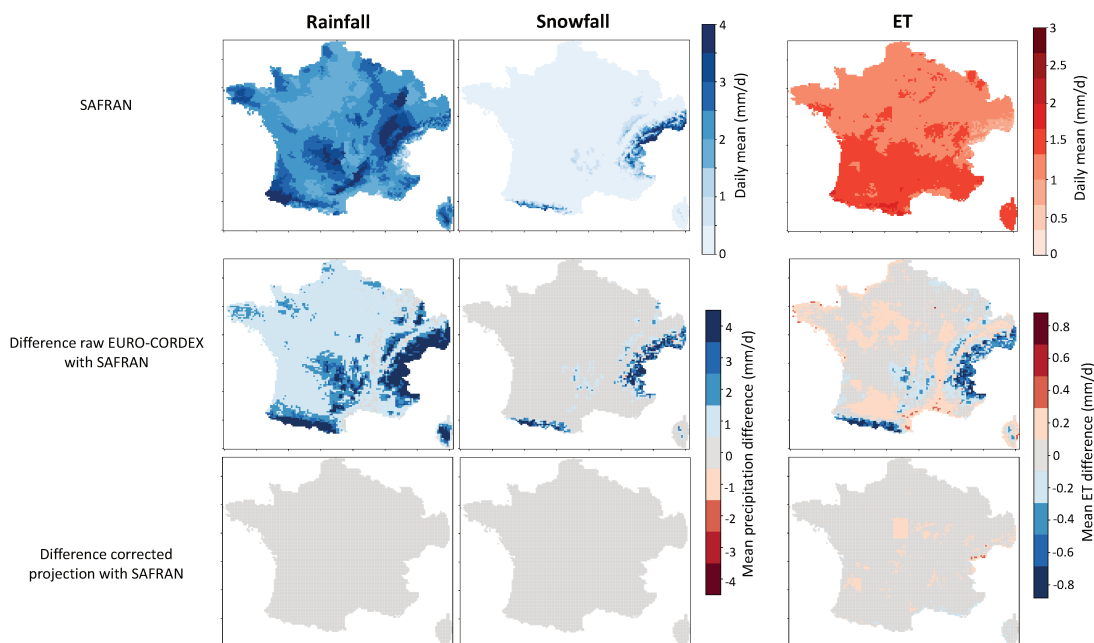 Rainfall
Snowfall
ET
SAFRAN
4
3
2
1
0
Daily mean (mm/d)
3
2.5
2
1.5
1
0.5
0
Daily mean (mm/d)
Difference raw EURO-CORDEX
with SAFRAN
4
3
2
1
0
-1
-2
-3
-4
Mean precipitation difference (mm/d)
0.8
0.6
0.4
0.2
0
-0.2
-0.4
-0.6
-0.8
Mean ET difference (mm/d)
Difference corrected
projection with SAFRAN